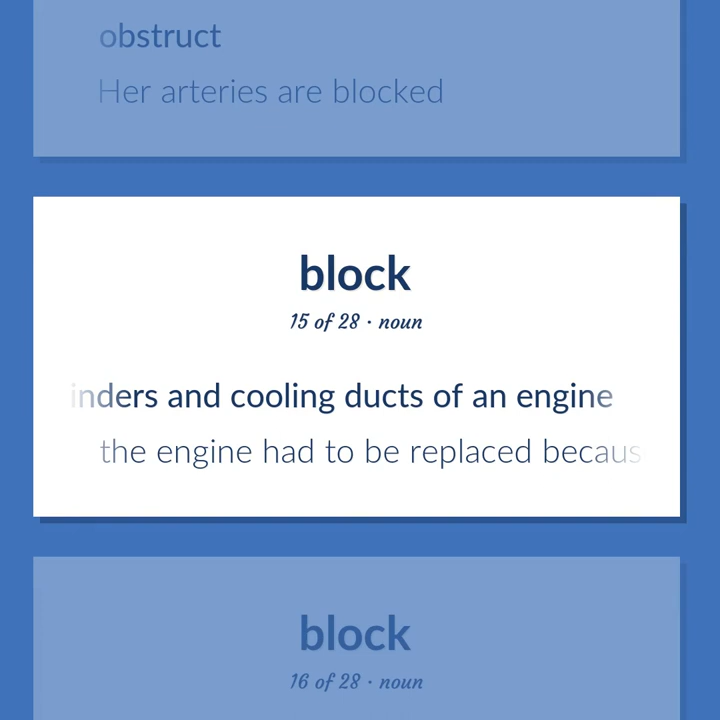 obstruct
Her arteries are blocked
block
15 of 28 · noun
inders and cooling ducts of an engine
the engine had to be replaced becaus
block
16 of 28 · noun